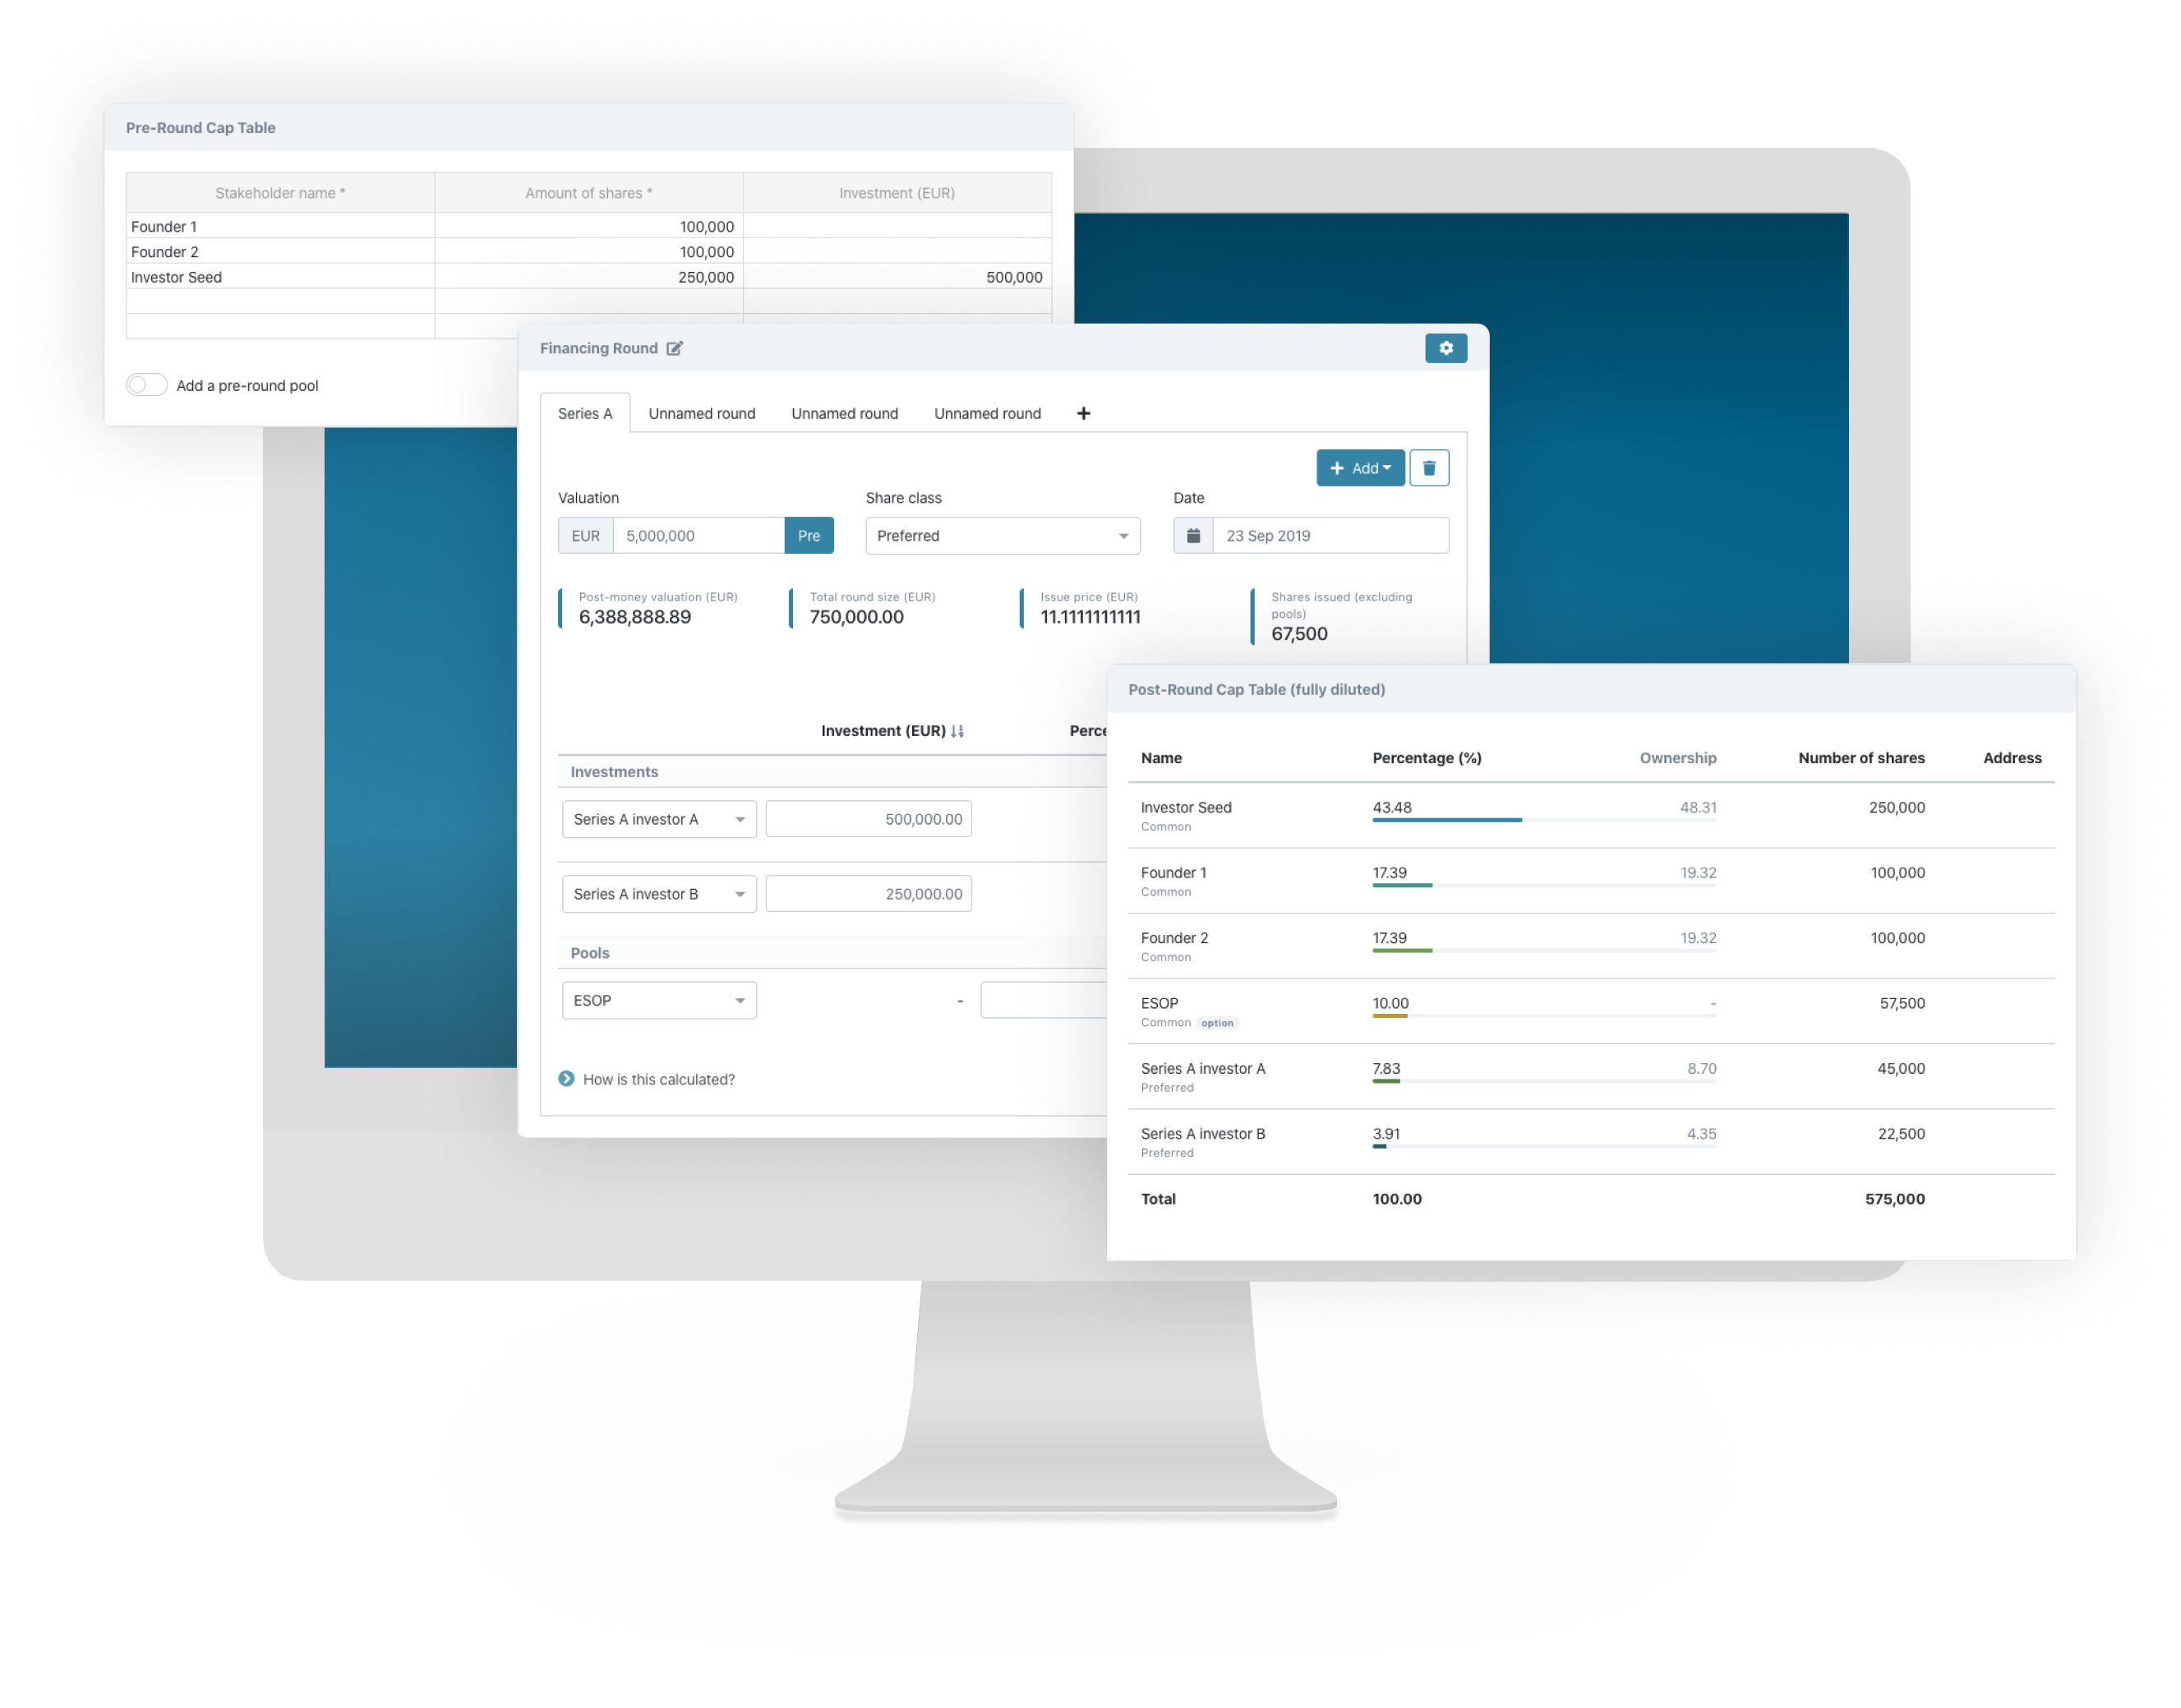 Pre-Round Cap Table
Stakeholder name * Amount of shares * Investment (EUR)
Founder 1 100,000
Founder 2 100,000
Investor Seed 250,000 500,000
Add a pre-round pool
Financing Round
Series A Unnamed round Unnamed round Unnamed round +
+ Add
Valuation Share class Date
EUR 5,000,000 Pre Preferred 23 Sep 2019
Post-money valuation (EUR) Total round size (EUR) Issue price (EUR) Shares issued (excluding
pools)
6,388,888.89 750,000.00 11.1111111111 67,500
Investment (EUR)
Investments
Series A investor A 500,000.00
Series A investor B 250,000.00
Pools
ESOP -
How is this calculated?
Post-Round Cap Table (fully diluted)
Name Percentage (%) Ownership Number of shares Address
Investor Seed 43.48 48.31 250,000
Common
Founder 1 17.39 19.32 100,000
Common
Founder 2 17.39 19.32 100,000
Common
ESOP 10.00 - 57,500
Common option
Series A investor A 7.83 8.70 45,000
Preferred
Series A investor B 3.91 4.35 22,500
Preferred
Total 100.00 575,000